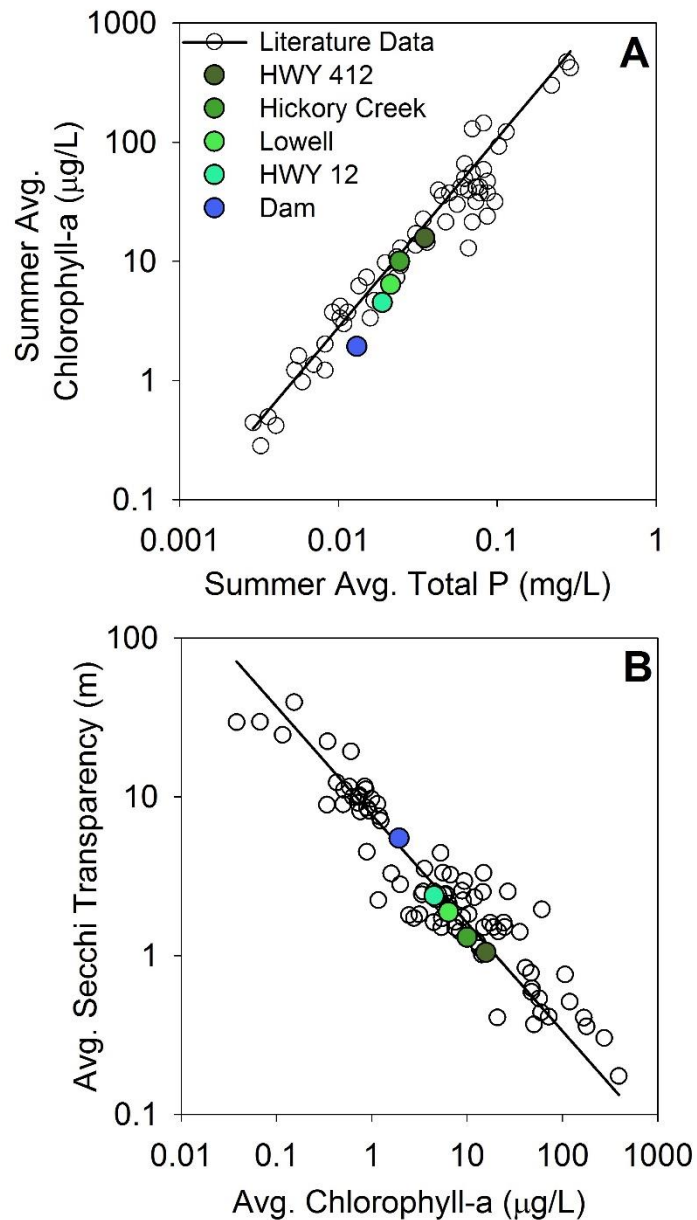 1000
100
10
1
0.1
Summer Avg.
Chlorophyll-a (μg/L)
Literature Data
HWY 412
Hickory Creek
Lowell
HWY 12
Dam
A
0.001
0.01
0.1
1
Summer Avg. Total P (mg/L)
100
10
1
0.1
Avg. Secchi Transparency (m)
B
0.01
0.1
1
10
100
1000
Avg. Chlorophyll-a (μg/L)